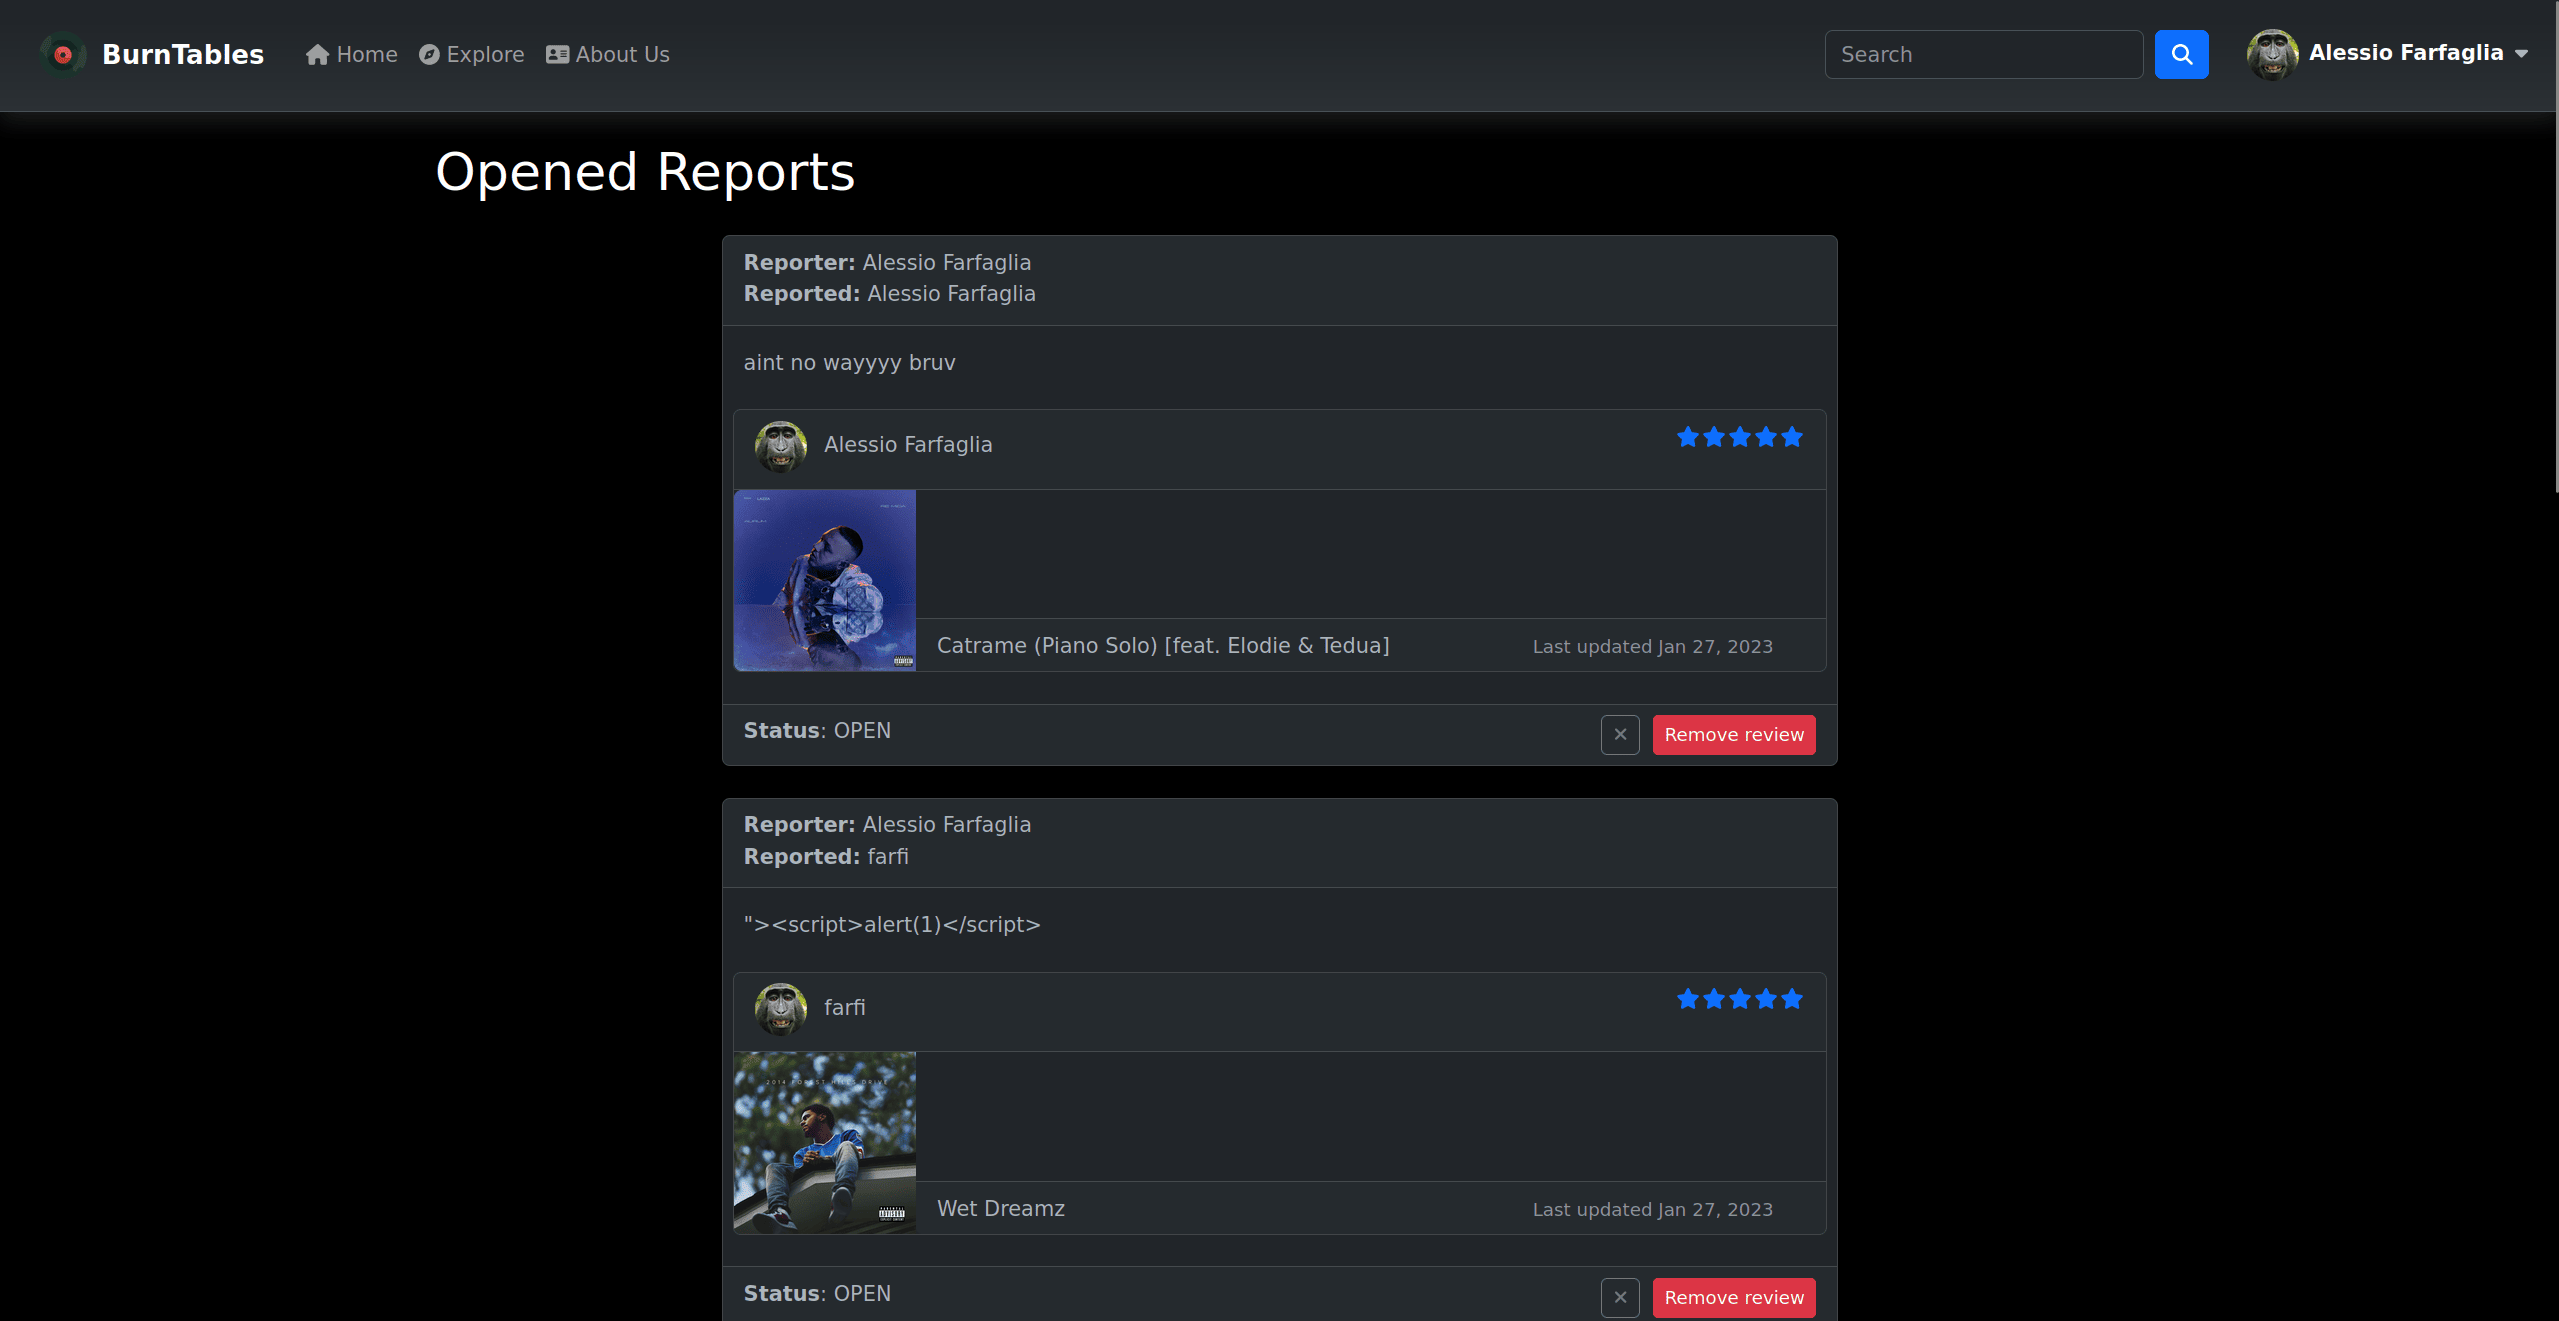 BurnTables
Home
Explore
About Us
Search
Alessio Farfaglia
Opened Reports
Reporter: Alessio Farfaglia
Reported: Alessio Farfaglia
aint no wayyyy bruv
Alessio Farfaglia
Catrame (Piano Solo) [feat. Elodie & Tedua]
Last updated Jan 27, 2023
Status: OPEN
Remove review
Reporter: Alessio Farfaglia
Reported: farfi
"><script>alert(1)</script>
farfi
2014 FOREST HILLS DRIVE
Wet Dreamz
Last updated Jan 27, 2023
Status: OPEN
Remove review